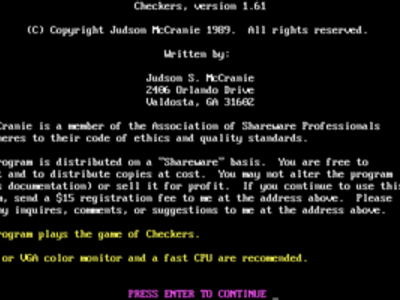 Checkers, version 1.61
(C) Copyright Judson McCranie 1989. All rights reserved.
Written by:
Judson S. McCranie
2406 Orlando Drive
Valdosta, GA 31602
Cranie is a member of the Association of Shareware Professionals
heres to their code of ethics and quality standards.
rogram is distributed on a "Shareware" basis. You are free to
t and to distribute copies at cost. You may not alter the program
s documentation) or sell it for profit. If you continue to use this
m, send a $15 registration fee to me at the address above. Please
ny inquires, comments, or suggestions to me at the address above.
rogram plays the game of Checkers.
or VGA color monitor and a fast CPU are recomended.
PRESS ENTER TO CONTINUE _